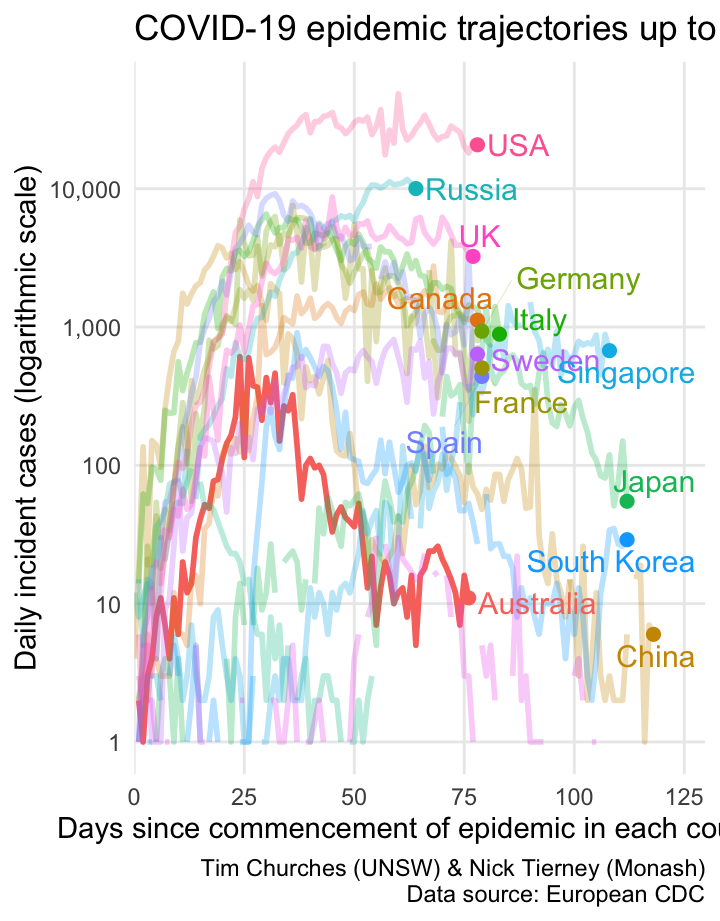 COVID-19 epidemic trajectories up to
Daily incident cases (logarithmic scale)
10,000
1,000
100
10
1
USA
Russia
UK
Germany
Canada
Italy
Sweden
Singapore
France
Spain
Japan
South Korea
Australia
China
0 25 50 75 100 125
Days since commencement of epidemic in each cou
Tim Churches (UNSW) & Nick Tierney (Monash)
Data source: European CDC